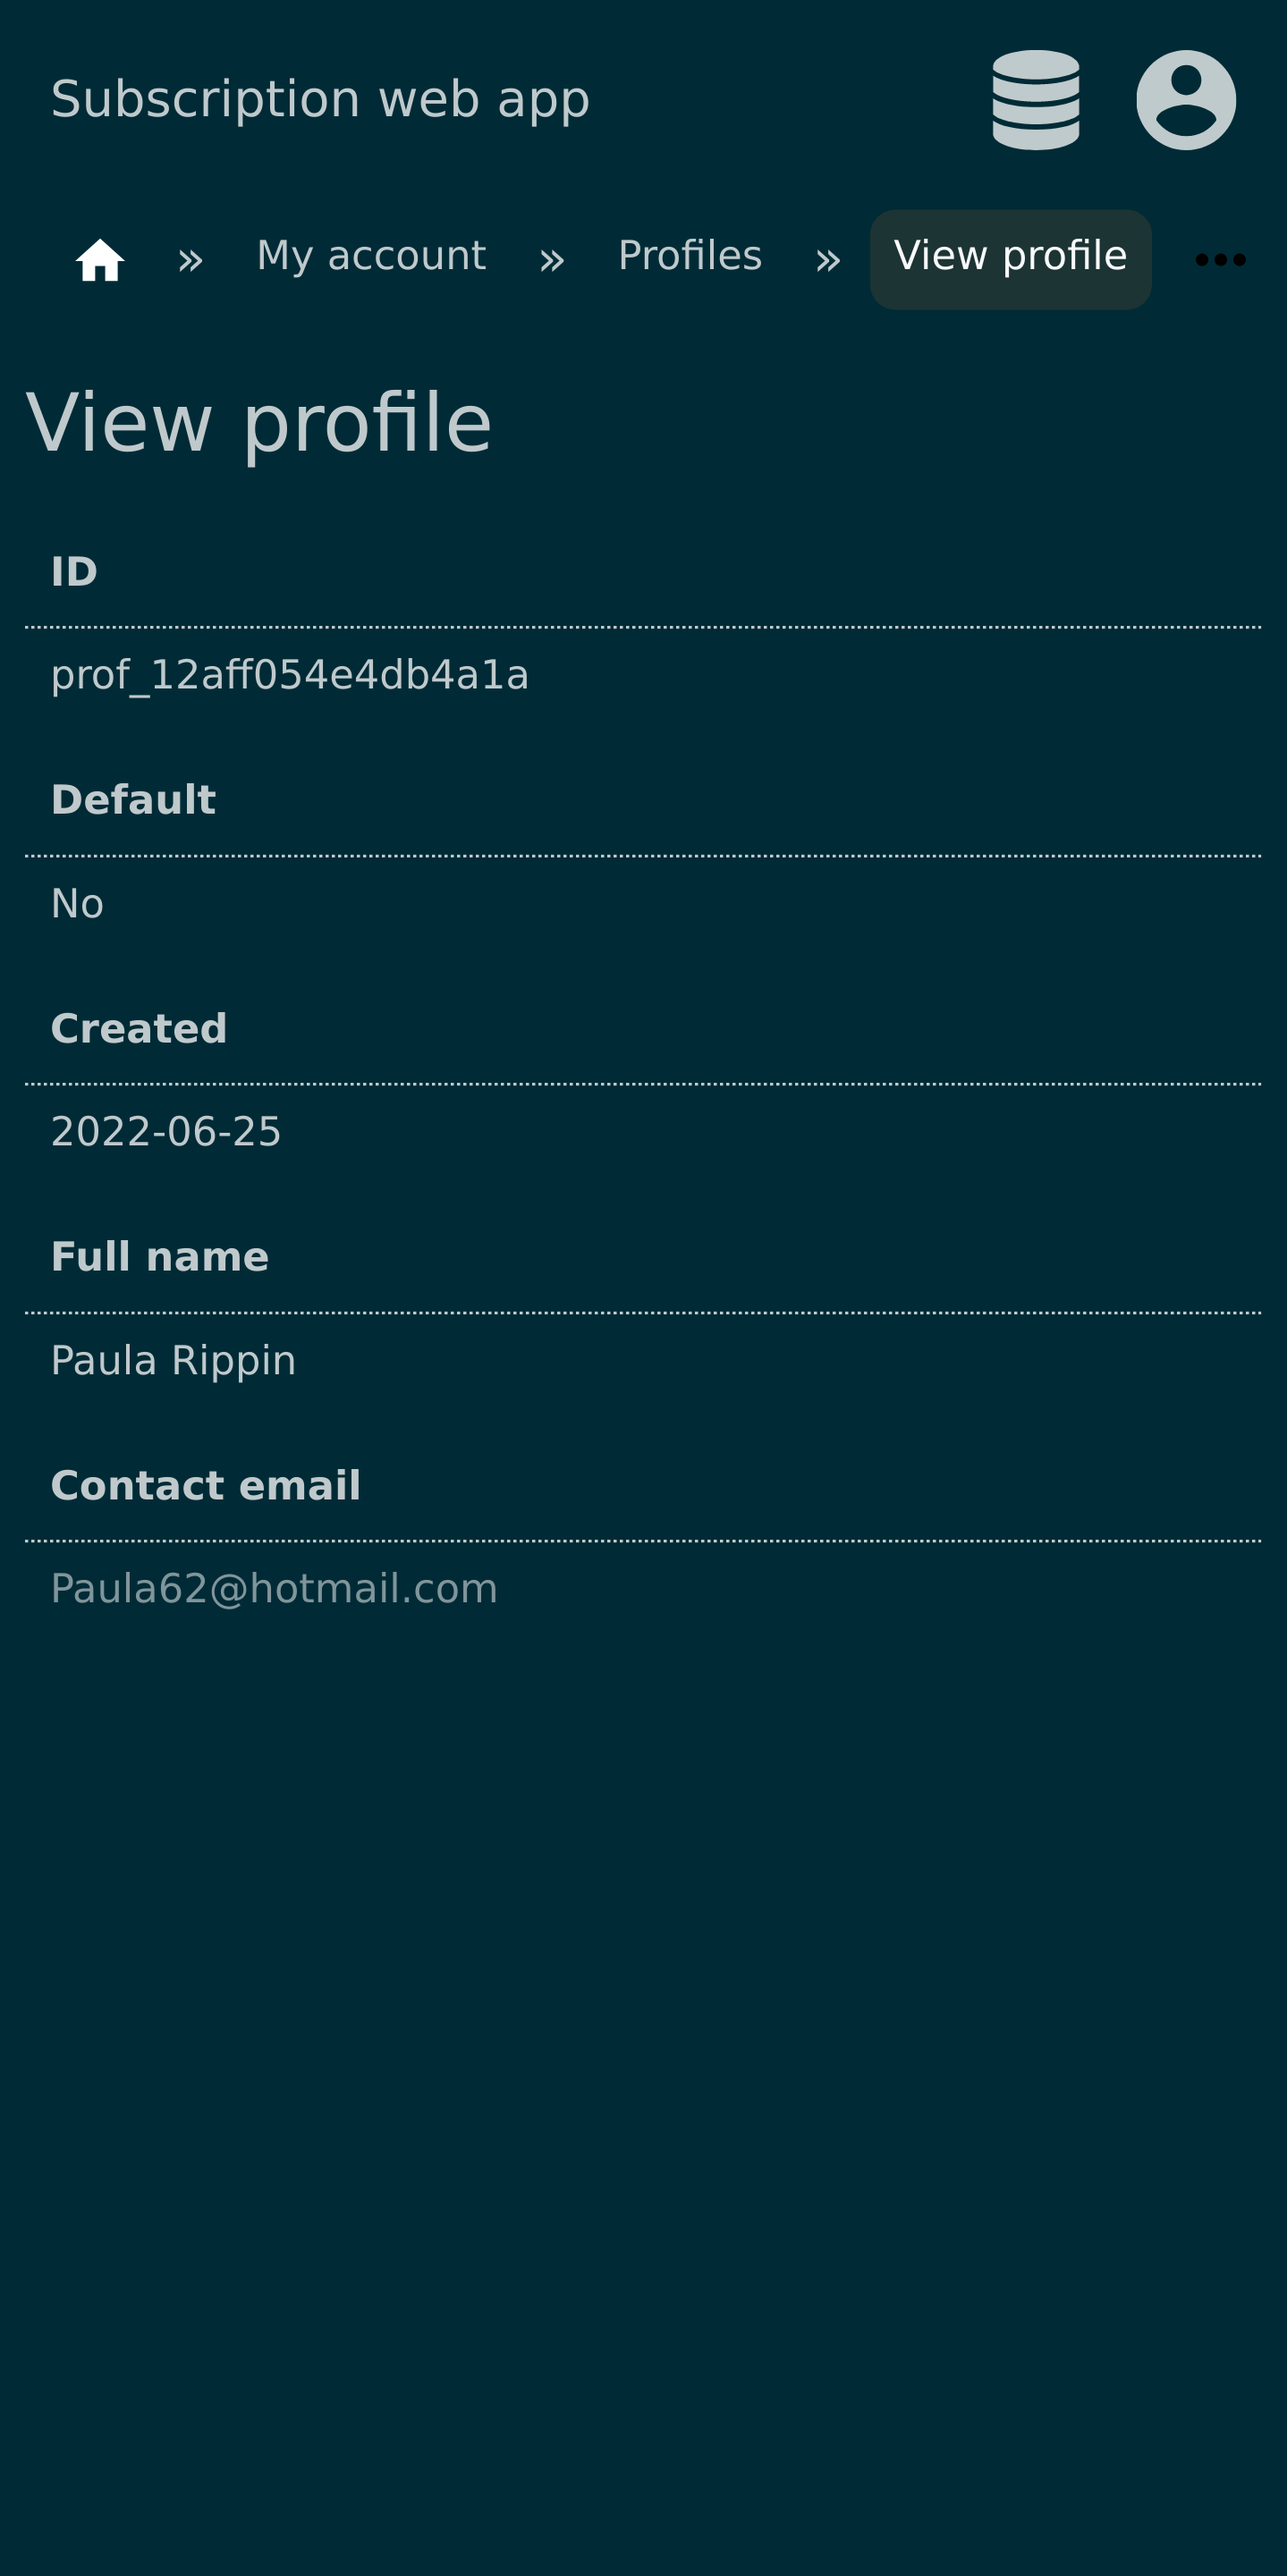 Subscription web app
» My account » Profiles » View profile
View profile
ID
prof_12aff054e4db4a1a
Default
No
Created
2022-06-25
Full name
Paula Rippin
Contact email
Paula62@hotmail.com